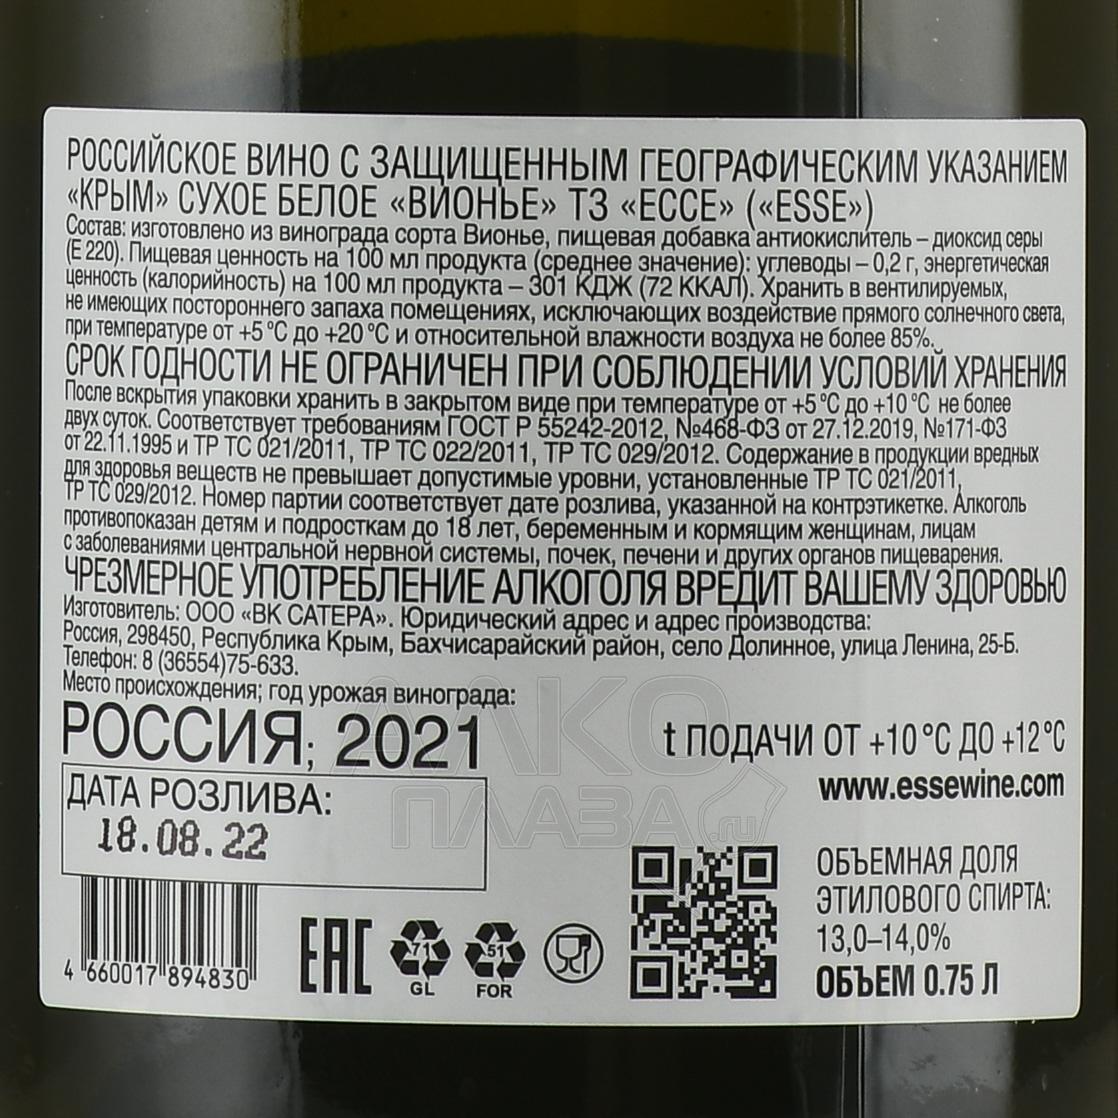 РОССИЙСКОЕ ВИНО С ЗАЩИЩЕННЫМ ГЕОГРАФИЧЕСКИМ УКАЗАНИЕМ
«КРЫМ» СУХОЕ БЕЛОЕ «ВИОНЬЕ» ТЗ «ЕССЕ» («ESSE»)
Состав: изготовлено из винограда сорта Вионье, пищевая добавка антиокислитель – диоксид серы
(Е 220). Пищевая ценность на 100 мл продукта (среднее значение): углеводы – 0,2 г, энергетическая
ценность (калорийность) на 100 мл продукта – 301 КДЖ (72 ККАЛ). Хранить в вентилируемых,
не имеющих постороннего запаха помещениях, исключающих воздействие прямого солнечного света,
при температуре от +5 °С до +20 °С и относительной влажности воздуха не более 85%.
СРОК ГОДНОСТИ НЕ ОГРАНИЧЕН ПРИ СОБЛЮДЕНИИ УСЛОВИЙ ХРАНЕНИЯ
После вскрытия упаковки хранить в закрытом виде при температуре от +5 °С до +10 °С не более
двух суток. Соответствует требованиям ГОСТ Р 55242-2012, №468-ФЗ от 27.12.2019, №171-ФЗ
от 22.11.1995 и ТР ТС 021/2011, ТР ТС 022/2011, ТР ТС 029/2012. Содержание в продукции вредных
для здоровья веществ не превышает допустимые уровни, установленные ТР ТС 021/2011,
ТР ТС 029/2012. Номер партии соответствует дате розлива, указанной на контрэтикетке. Алкоголь
противопоказан детям и подросткам до 18 лет, беременным и кормящим женщинам, лицам
с заболеваниями центральной нервной системы, почек, печени и других органов пищеварения.
ЧРЕЗМЕРНОЕ УПОТРЕБЛЕНИЕ АЛКОГОЛЯ ВРЕДИТ ВАШЕМУ ЗДОРОВЬЮ
Изготовитель: ООО «ВК САТЕРА». Юридический адрес и адрес производства:
Россия, 298450, Республика Крым, Бахчисарайский район, село Долинное, улица Ленина, 25-Б.
Телефон: 8 (36554)75-633.
Место происхождения; год урожая винограда:
РОССИЯ; 2021
t ПОДАЧИ ОТ +10 °С ДО +12 °С
www.essewine.com
ДАТА РОЗЛИВА:
18.08.22
АЛКО
ПЛАЗА.ru
ОБЪЕМНАЯ ДОЛЯ
ЭТИЛОВОГО СПИРТА:
13,0–14,0%
ОБЪЕМ 0.75 Л
4 660017 894830
EAC
71
GL
51
FOR